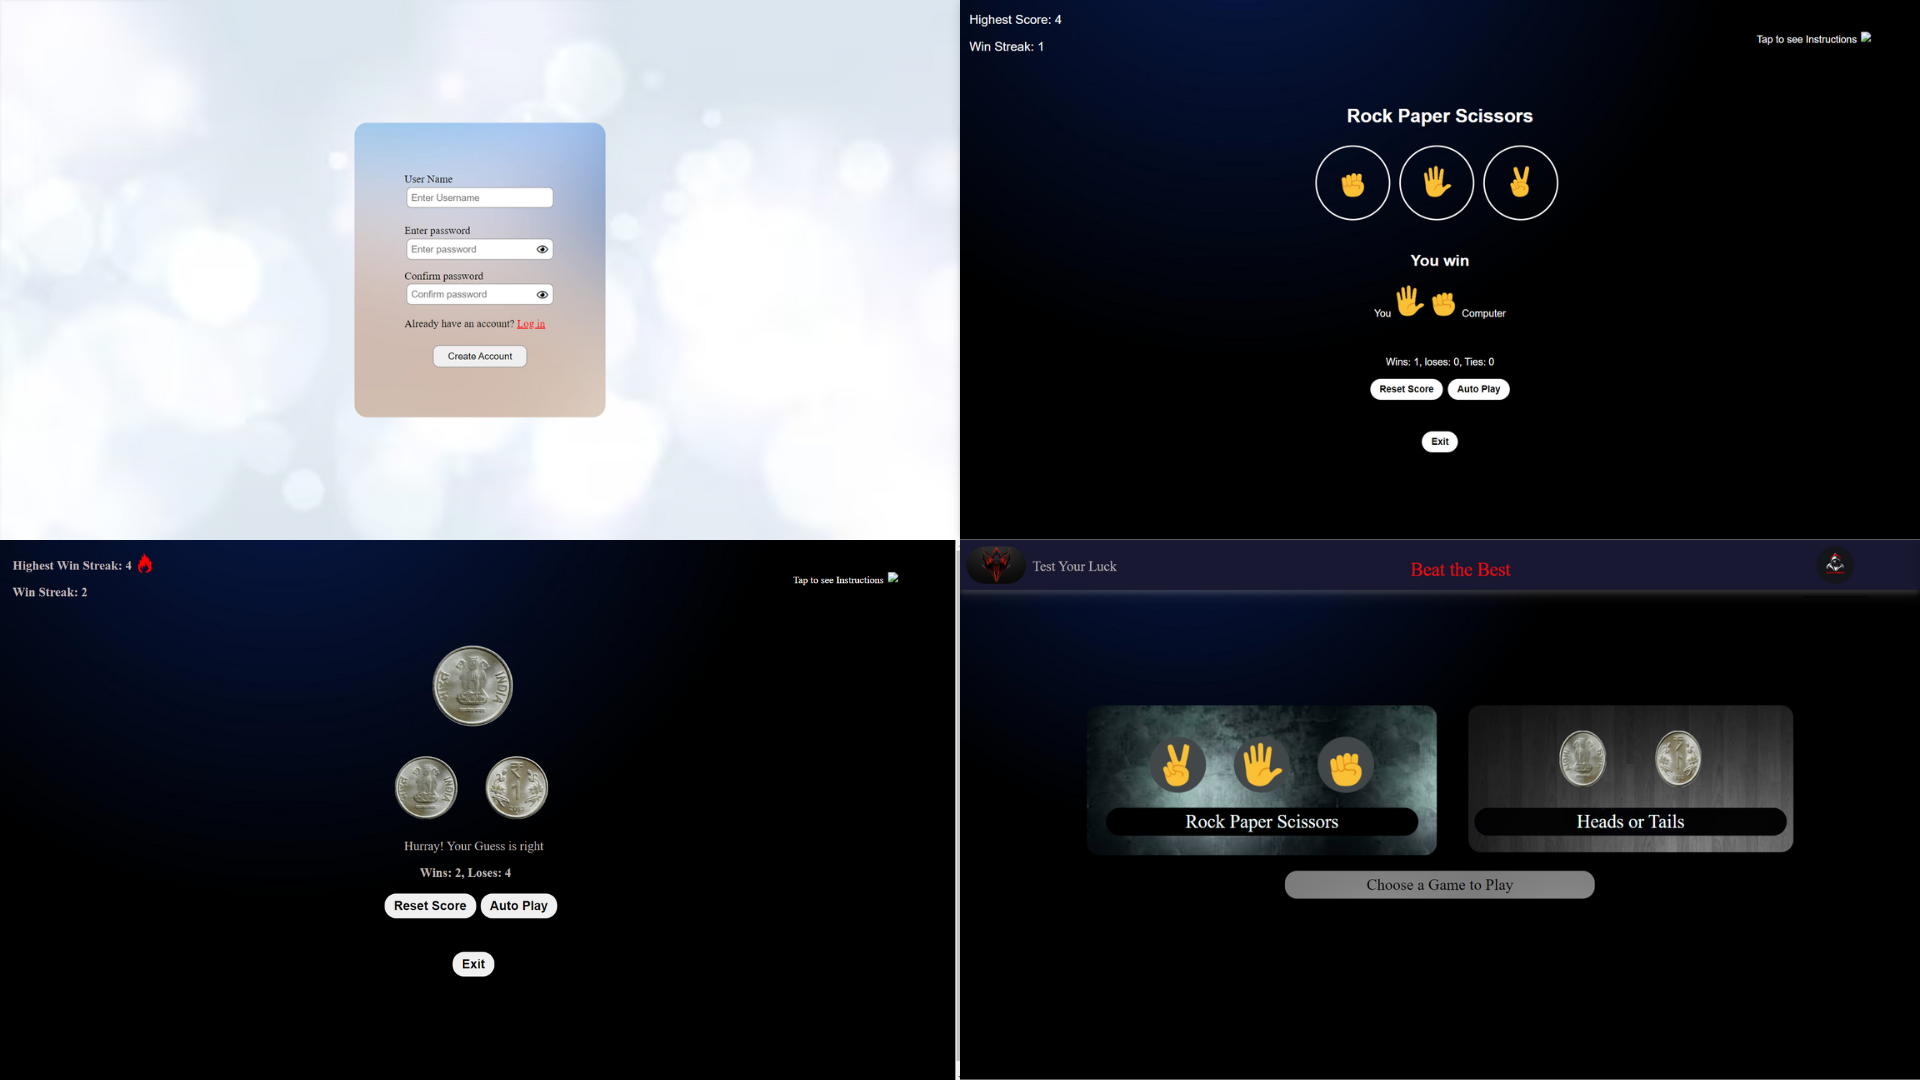 User Name
Enter Username
Enter password
Enter password
Confirm password
Confirm password
Already have an account? Log in
Create Account
Highest Score: 4
Win Streak: 1
Tap to see Instructions
Rock Paper Scissors
You win
You Computer
Wins: 1, loses: 0, Ties: 0
Reset Score Auto Play
Exit
Highest Win Streak: 4
Win Streak: 2
Tap to see Instructions
भारत INDIA
भारत INDIA
₹ 1
Hurray! Your Guess is right
Wins: 2, Loses: 4
Reset Score Auto Play
Exit
Test Your Luck
Beat the Best
Rock Paper Scissors
Heads or Tails
Choose a Game to Play